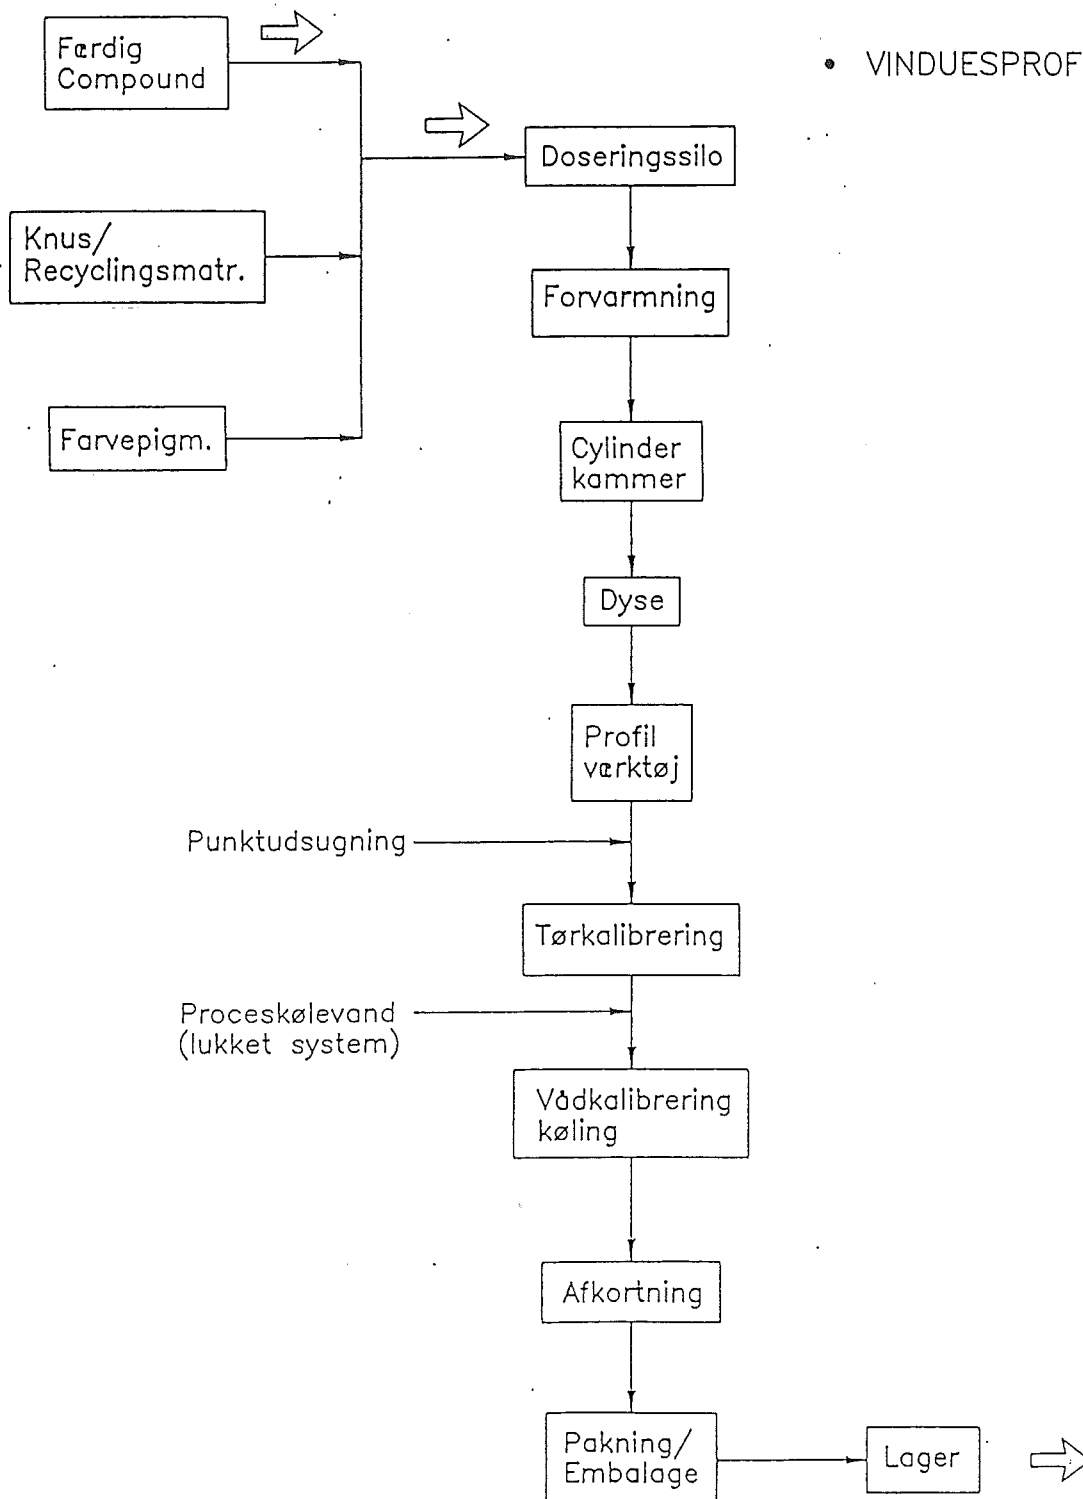 Færdig
Compound
• VINDUESPROF
Doseringssilo
Knus/
Recyclingsmatr.
Forvarmning
Farvepigm.
Cylinder
kammer
Dyse
Profil
værktøj
Punktudsugning
Tørkalibrering
Proceskølevand
(lukket system)
Vådkalibrering
køling
Afkortning
Pakning/
Embalage
Lager